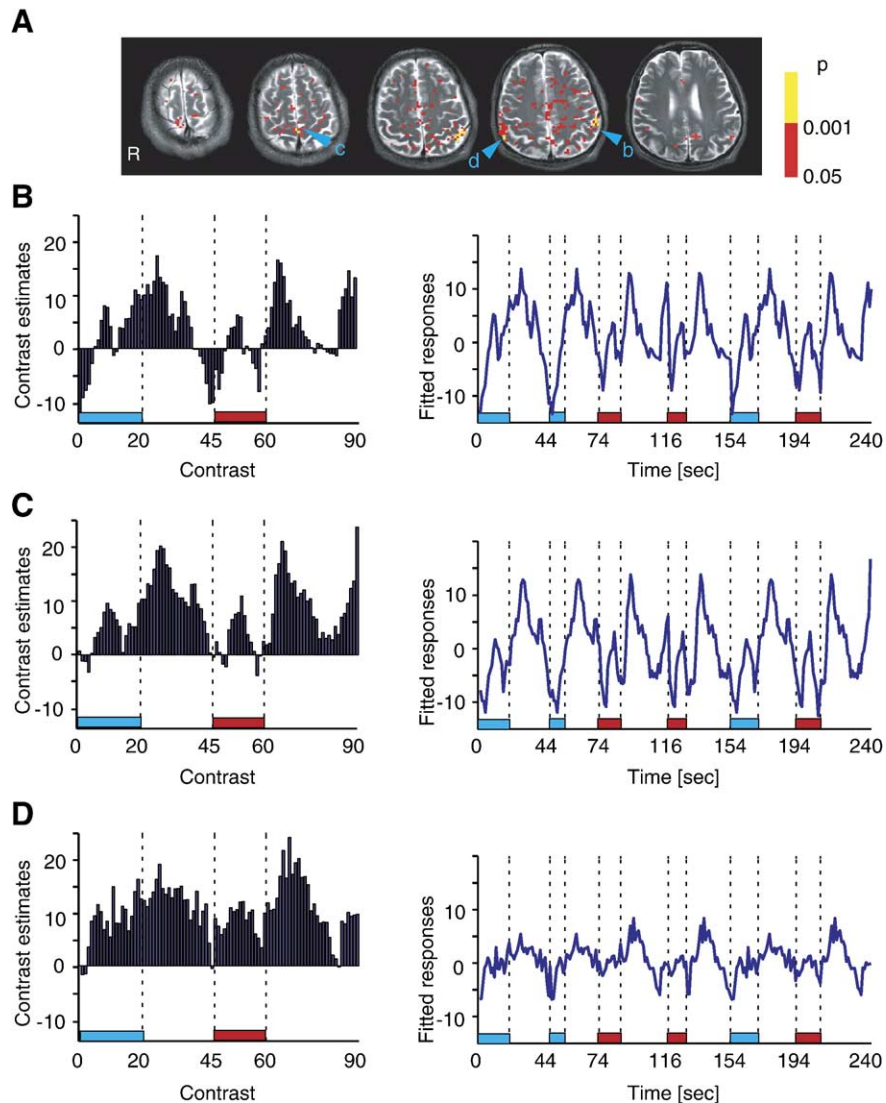 A
R
c
d
b
p
0.001
0.05
B
Contrast estimates
20
10
0
-10
0 20 45 60 90
Contrast
Fitted responses
10
0
-10
0 44 74 116 154 194 240
Time [sec]
C
Contrast estimates
20
10
0
-10
0 20 45 60 90
Contrast
Fitted responses
10
0
-10
0 44 74 116 154 194 240
Time [sec]
D
Contrast estimates
20
10
0
-10
0 20 45 60 90
Contrast
Fitted responses
10
0
-10
0 44 74 116 154 194 240
Time [sec]